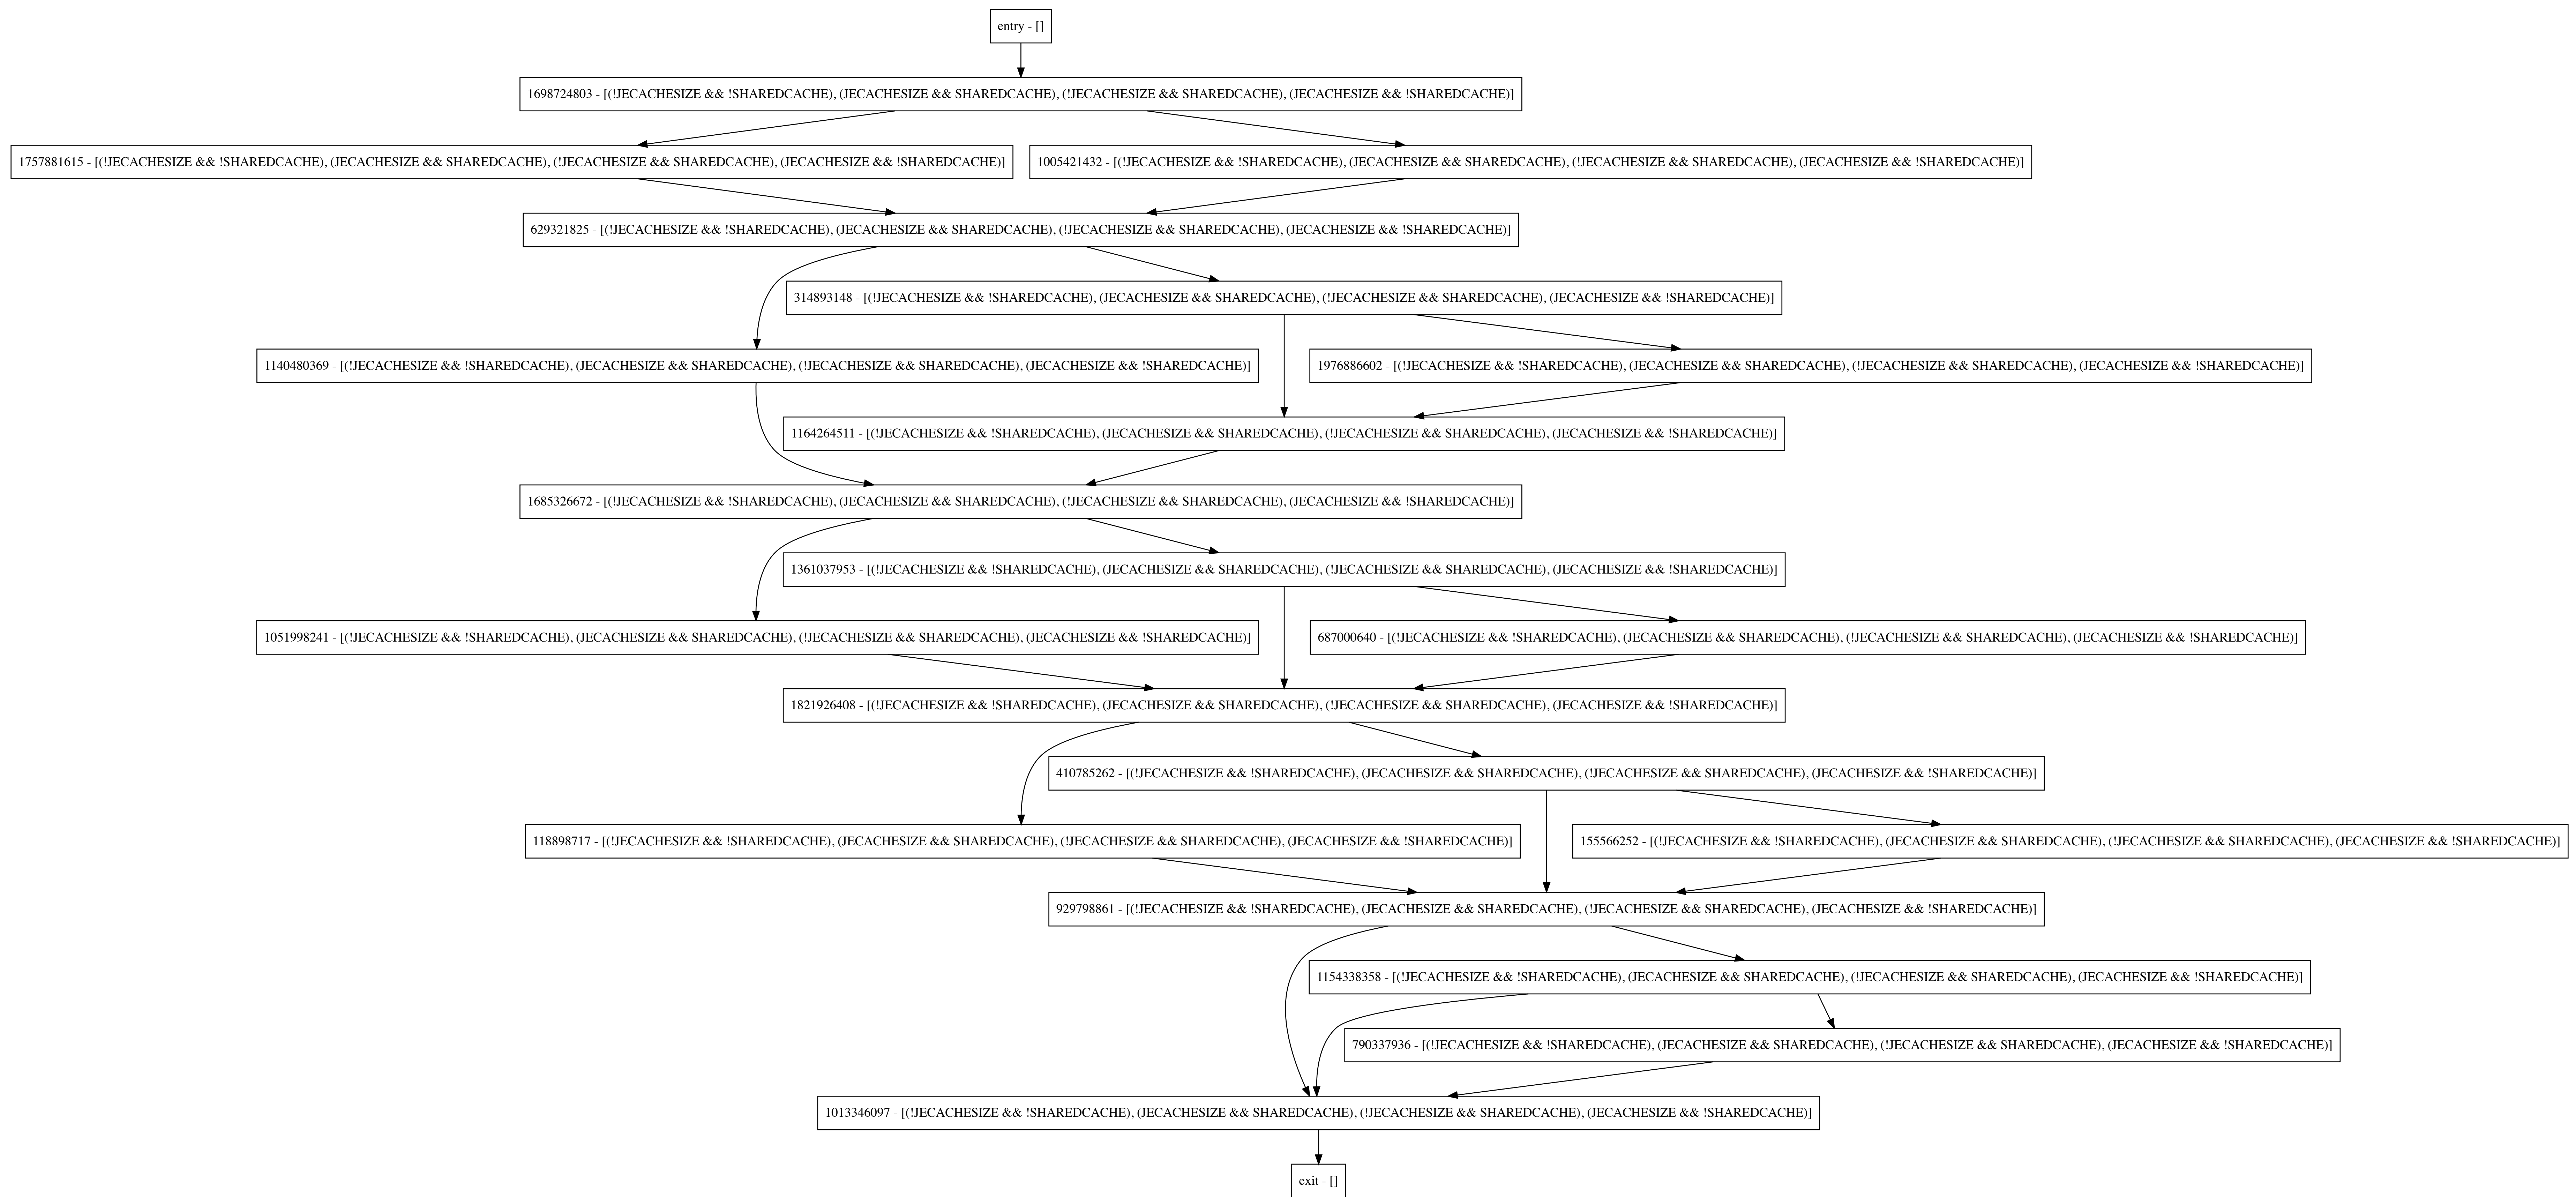 entry - []
1698724803 - [(!JECACHESIZE && !SHAREDCACHE), (JECACHESIZE && SHAREDCACHE), (!JECACHESIZE && SHAREDCACHE), (JECACHESIZE && !SHAREDCACHE)]
1757881615 - [(!JECACHESIZE && !SHAREDCACHE), (JECACHESIZE && SHAREDCACHE), (!JECACHESIZE && SHAREDCACHE), (JECACHESIZE && !SHAREDCACHE)]
1005421432 - [(!JECACHESIZE && !SHAREDCACHE), (JECACHESIZE && SHAREDCACHE), (!JECACHESIZE && SHAREDCACHE), (JECACHESIZE && !SHAREDCACHE)]
629321825 - [(!JECACHESIZE && !SHAREDCACHE), (JECACHESIZE && SHAREDCACHE), (!JECACHESIZE && SHAREDCACHE), (JECACHESIZE && !SHAREDCACHE)]
314893148 - [(!JECACHESIZE && !SHAREDCACHE), (JECACHESIZE && SHAREDCACHE), (!JECACHESIZE && SHAREDCACHE), (JECACHESIZE && !SHAREDCACHE)]
1140480369 - [(!JECACHESIZE && !SHAREDCACHE), (JECACHESIZE && SHAREDCACHE), (!JECACHESIZE && SHAREDCACHE), (JECACHESIZE && !SHAREDCACHE)]
1976886602 - [(!JECACHESIZE && !SHAREDCACHE), (JECACHESIZE && SHAREDCACHE), (!JECACHESIZE && SHAREDCACHE), (JECACHESIZE && !SHAREDCACHE)]
1164264511 - [(!JECACHESIZE && !SHAREDCACHE), (JECACHESIZE && SHAREDCACHE), (!JECACHESIZE && SHAREDCACHE), (JECACHESIZE && !SHAREDCACHE)]
1685326672 - [(!JECACHESIZE && !SHAREDCACHE), (JECACHESIZE && SHAREDCACHE), (!JECACHESIZE && SHAREDCACHE), (JECACHESIZE && !SHAREDCACHE)]
1361037953 - [(!JECACHESIZE && !SHAREDCACHE), (JECACHESIZE && SHAREDCACHE), (!JECACHESIZE && SHAREDCACHE), (JECACHESIZE && !SHAREDCACHE)]
1051998241 - [(!JECACHESIZE && !SHAREDCACHE), (JECACHESIZE && SHAREDCACHE), (!JECACHESIZE && SHAREDCACHE), (JECACHESIZE && !SHAREDCACHE)]
687000640 - [(!JECACHESIZE && !SHAREDCACHE), (JECACHESIZE && SHAREDCACHE), (!JECACHESIZE && SHAREDCACHE), (JECACHESIZE && !SHAREDCACHE)]
1821926408 - [(!JECACHESIZE && !SHAREDCACHE), (JECACHESIZE && SHAREDCACHE), (!JECACHESIZE && SHAREDCACHE), (JECACHESIZE && !SHAREDCACHE)]
410785262 - [(!JECACHESIZE && !SHAREDCACHE), (JECACHESIZE && SHAREDCACHE), (!JECACHESIZE && SHAREDCACHE), (JECACHESIZE && !SHAREDCACHE)]
118898717 - [(!JECACHESIZE && !SHAREDCACHE), (JECACHESIZE && SHAREDCACHE), (!JECACHESIZE && SHAREDCACHE), (JECACHESIZE && !SHAREDCACHE)]
155566252 - [(!JECACHESIZE && !SHAREDCACHE), (JECACHESIZE && SHAREDCACHE), (!JECACHESIZE && SHAREDCACHE), (JECACHESIZE && !SHAREDCACHE)]
929798861 - [(!JECACHESIZE && !SHAREDCACHE), (JECACHESIZE && SHAREDCACHE), (!JECACHESIZE && SHAREDCACHE), (JECACHESIZE && !SHAREDCACHE)]
1154338358 - [(!JECACHESIZE && !SHAREDCACHE), (JECACHESIZE && SHAREDCACHE), (!JECACHESIZE && SHAREDCACHE), (JECACHESIZE && !SHAREDCACHE)]
790337936 - [(!JECACHESIZE && !SHAREDCACHE), (JECACHESIZE && SHAREDCACHE), (!JECACHESIZE && SHAREDCACHE), (JECACHESIZE && !SHAREDCACHE)]
1013346097 - [(!JECACHESIZE && !SHAREDCACHE), (JECACHESIZE && SHAREDCACHE), (!JECACHESIZE && SHAREDCACHE), (JECACHESIZE && !SHAREDCACHE)]
exit - []